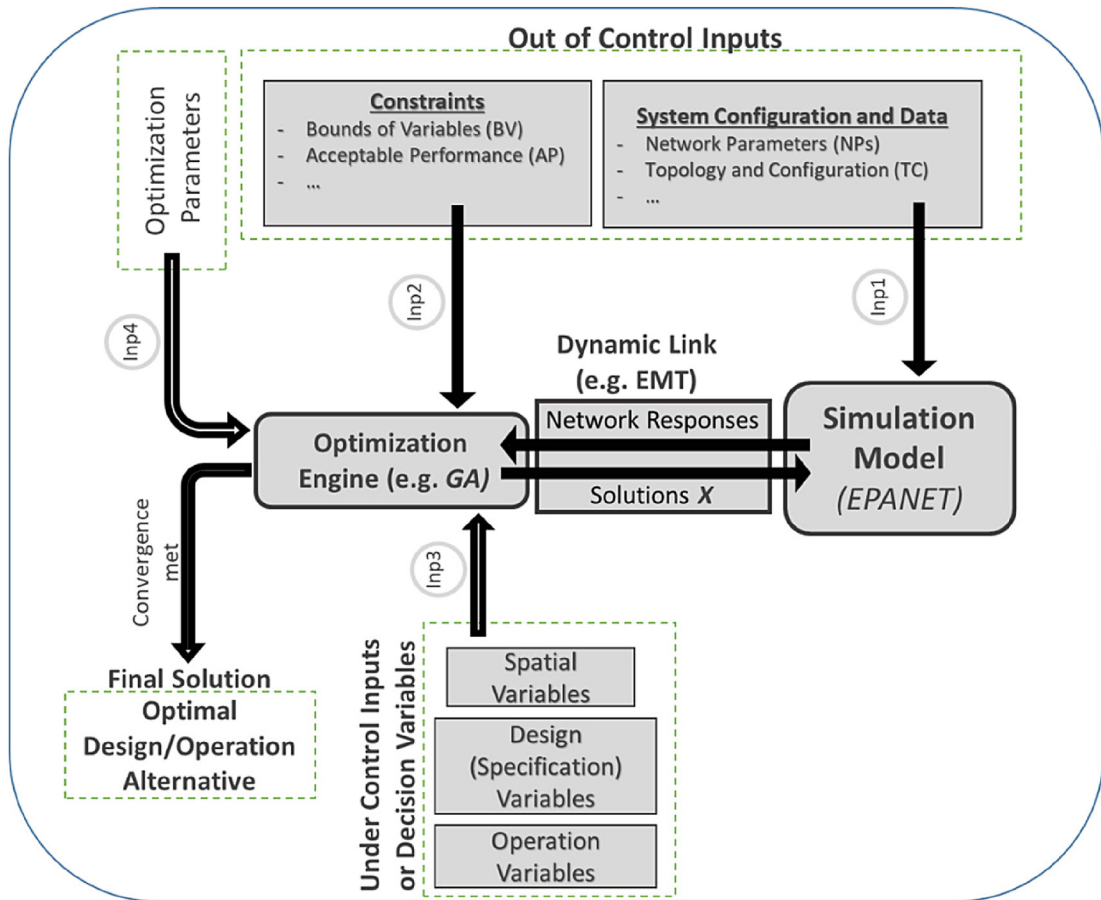 Out of Control Inputs
Optimization
Parameters
Constraints
- Bounds of Variables (BV)
- Acceptable Performance (AP)
- ...
System Configuration and Data
- Network Parameters (NPs)
- Topology and Configuration (TC)
- ...
Inp4
Inp2
Inp1
Dynamic Link
(e.g. EMT)
Network Responses
Solutions X
Optimization
Engine (e.g. GA)
Simulation
Model
(EPANET)
Convergence
met
Inp3
Final Solution
Optimal
Design/Operation
Alternative
Under Control Inputs
or Decision Variables
Spatial
Variables
Design
(Specification)
Variables
Operation
Variables